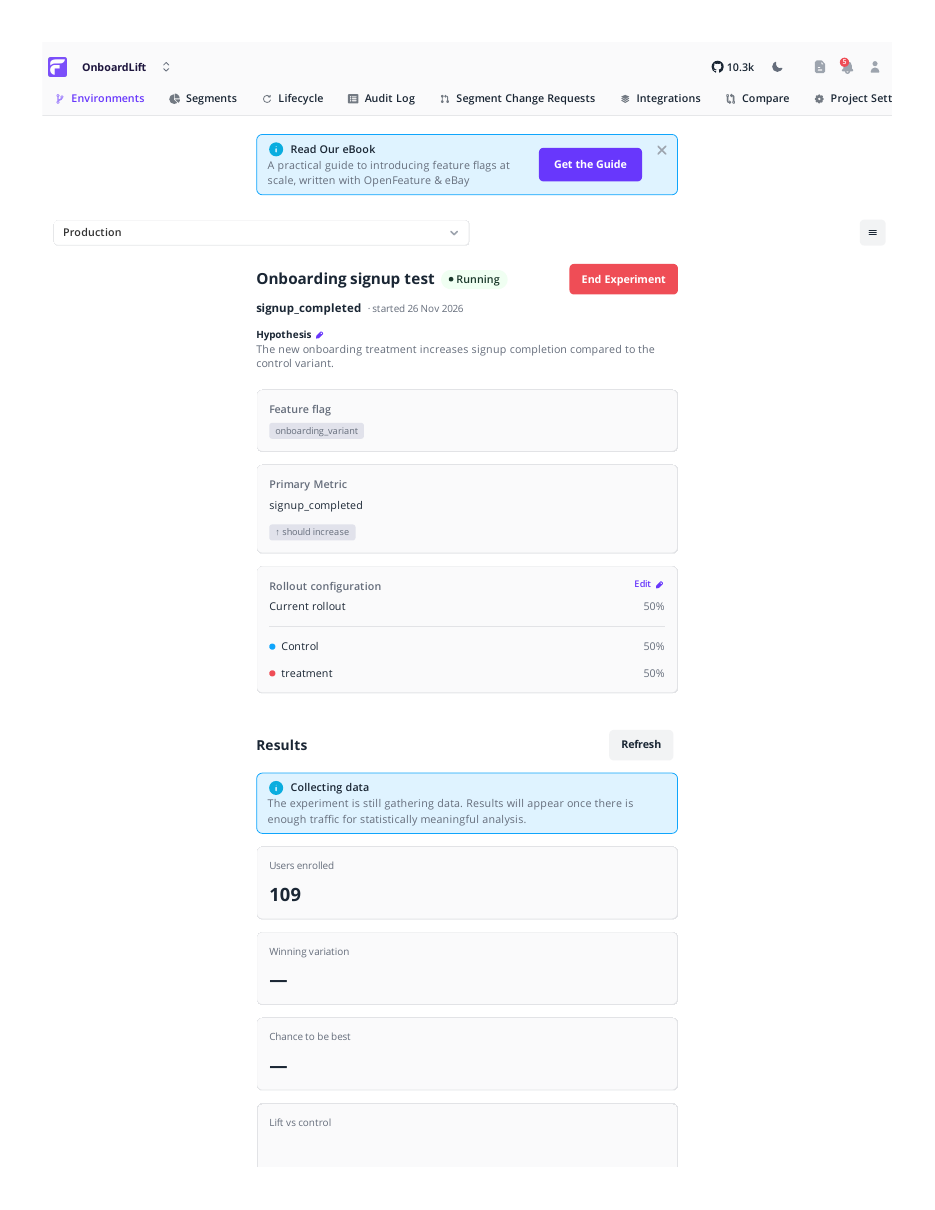 OnboardLift
10.3k
5
Environments Segments Lifecycle Audit Log Segment Change Requests Integrations Compare Project Sett
Read Our eBook
A practical guide to introducing feature flags at
scale, written with OpenFeature & eBay
Get the Guide
Production
Onboarding signup test
Running
End Experiment
signup_completed · started 26 Nov 2026
Hypothesis
The new onboarding treatment increases signup completion compared to the
control variant.
Feature flag
onboarding_variant
Primary Metric
signup_completed
↑ should increase
Rollout configuration Edit
Current rollout 50%
Control 50%
treatment 50%
Results Refresh
Collecting data
The experiment is still gathering data. Results will appear once there is
enough traffic for statistically meaningful analysis.
Users enrolled
109
Winning variation
—
Chance to be best
—
Lift vs control